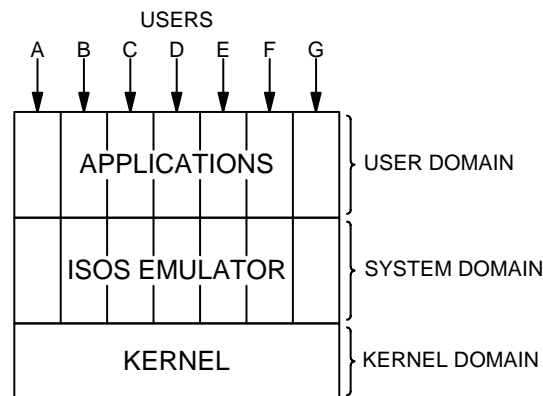 USERS
A B C D E F G
APPLICATIONS
USER DOMAIN
ISOS EMULATOR
SYSTEM DOMAIN
KERNEL
KERNEL DOMAIN